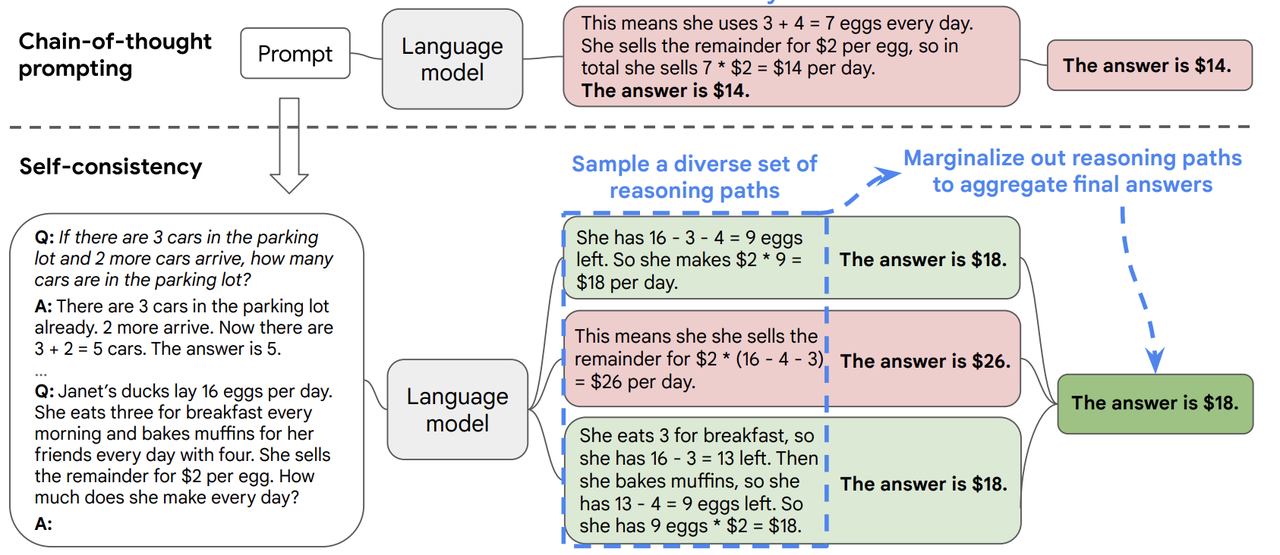 Chain-of-thought
prompting
Prompt
Language
model
This means she uses 3 + 4 = 7 eggs every day.
She sells the remainder for $2 per egg, so in
total she sells 7 * $2 = $14 per day.
The answer is $14.
The answer is $14.
Self-consistency
Sample a diverse set of
reasoning paths
Marginalize out reasoning paths
to aggregate final answers
Q: If there are 3 cars in the parking
lot and 2 more cars arrive, how many
cars are in the parking lot?
A: There are 3 cars in the parking lot
already. 2 more arrive. Now there are
3 + 2 = 5 cars. The answer is 5.
...
Q: Janet's ducks lay 16 eggs per day.
She eats three for breakfast every
morning and bakes muffins for her
friends every day with four. She sells
the remainder for $2 per egg. How
much does she make every day?
A:
Language
model
She has 16 - 3 - 4 = 9 eggs
left. So she makes $2 * 9 =
$18 per day.
The answer is $18.
This means she she sells the
remainder for $2 * (16 - 4 - 3)
= $26 per day.
The answer is $26.
She eats 3 for breakfast, so
she has 16 - 3 = 13 left. Then
she bakes muffins, so she
has 13 - 4 = 9 eggs left. So
she has 9 eggs * $2 = $18.
The answer is $18.
The answer is $18.